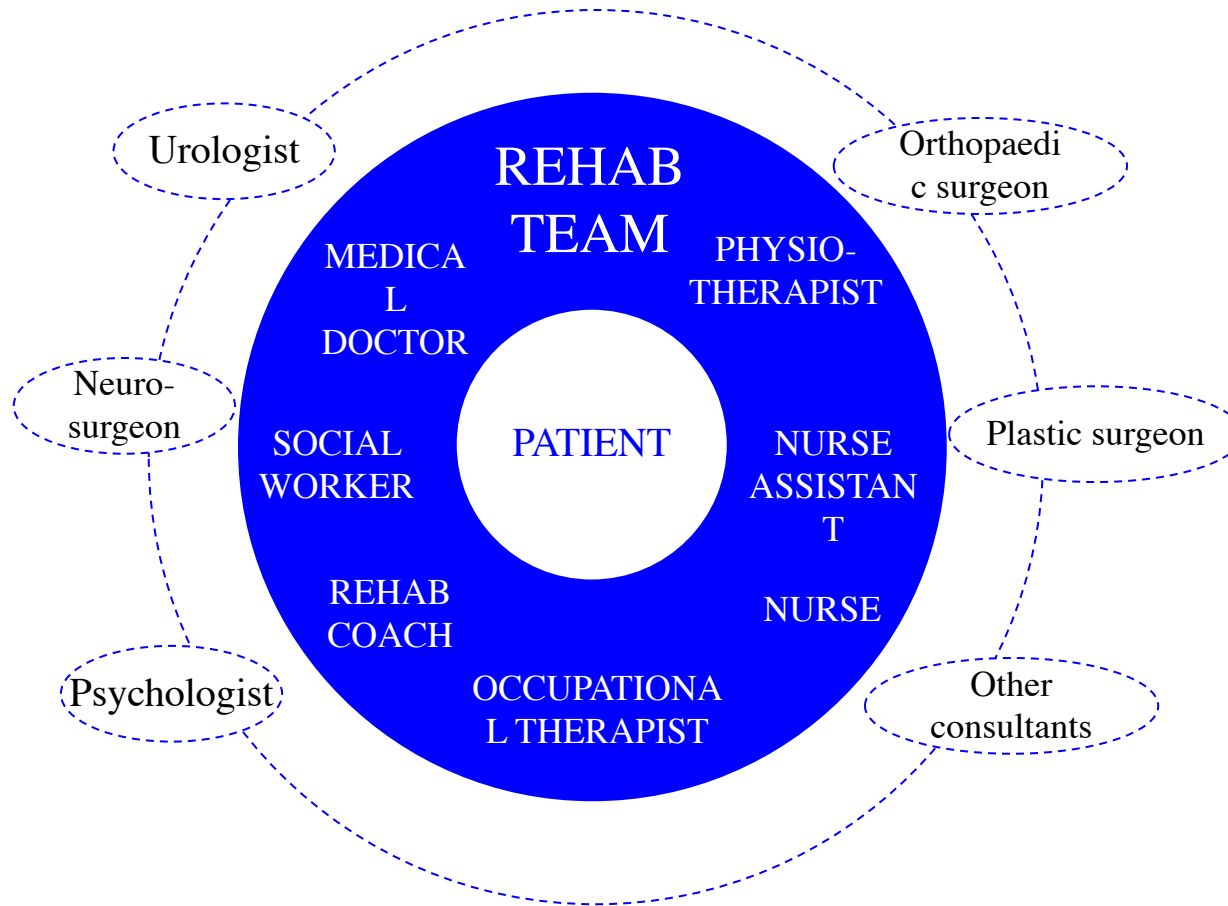 Urologist
Orthopaedi
c surgeon
REHAB
TEAM
MEDICA
L
DOCTOR
PHYSIO-
THERAPIST
Neuro-
surgeon
SOCIAL
WORKER
PATIENT
NURSE
ASSISTAN
T
Plastic surgeon
REHAB
COACH
NURSE
Psychologist
OCCUPATIONA
L THERAPIST
Other
consultants